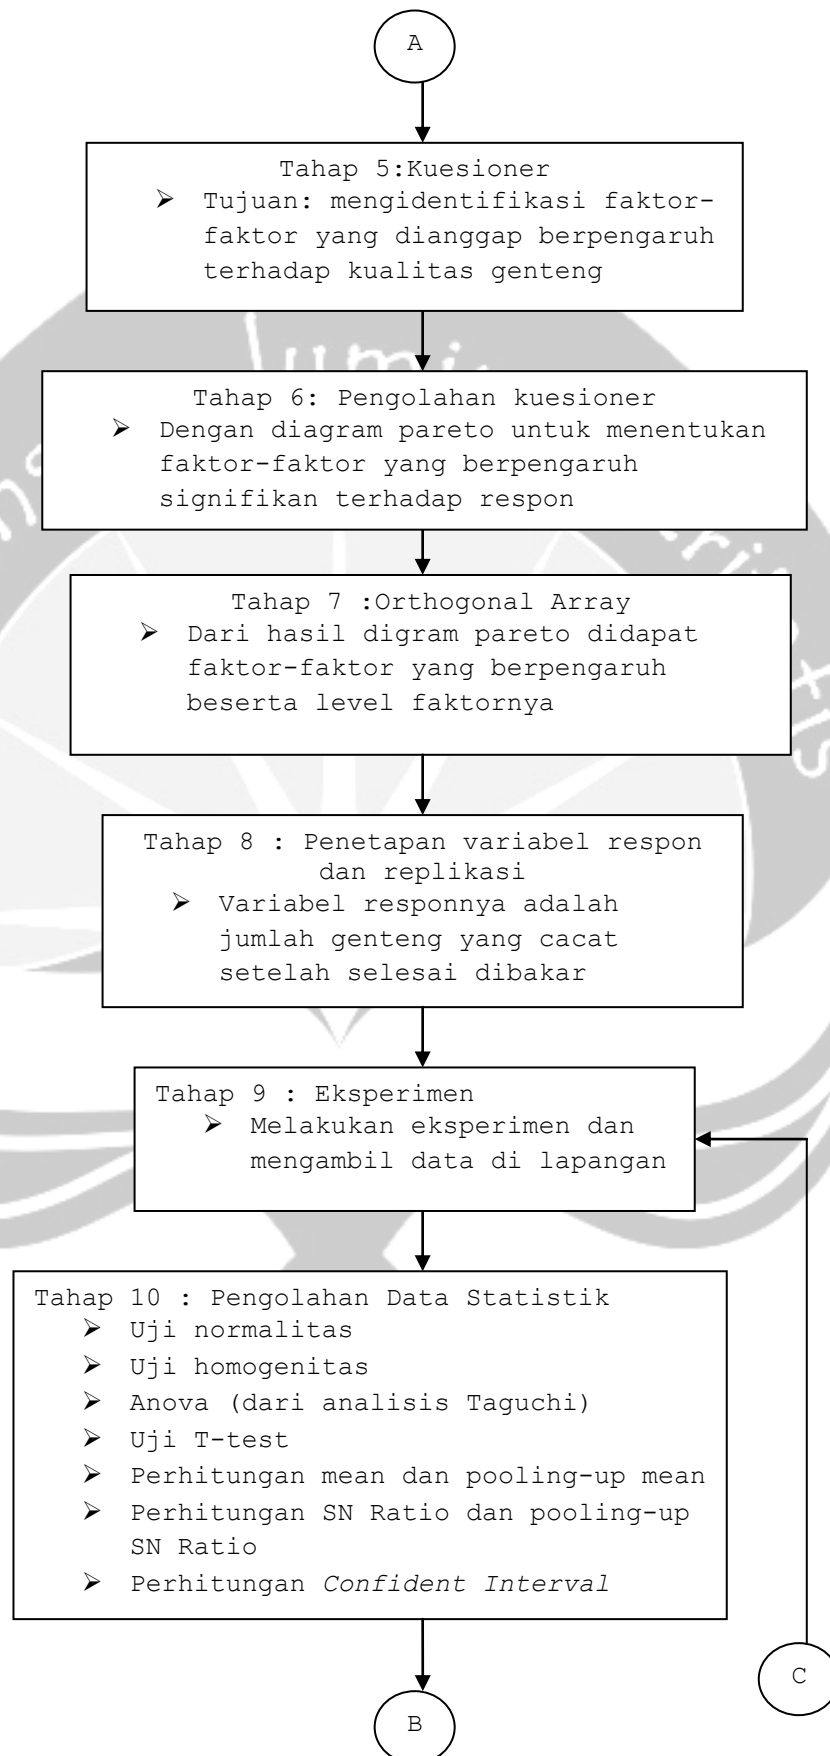 A
Tahap 5:Kuesioner
➢ Tujuan: mengidentifikasi faktor-
faktor yang dianggap berpengaruh
terhadap kualitas genteng
Tahap 6: Pengolahan kuesioner
➢ Dengan diagram pareto untuk menentukan
faktor-faktor yang berpengaruh
signifikan terhadap respon
Tahap 7 :Orthogonal Array
➢ Dari hasil digram pareto didapat
faktor-faktor yang berpengaruh
beserta level faktornya
Tahap 8 : Penetapan variabel respon
dan replikasi
➢ Variabel responnya adalah
jumlah genteng yang cacat
setelah selesai dibakar
Tahap 9 : Eksperimen
➢ Melakukan eksperimen dan
mengambil data di lapangan
Tahap 10 : Pengolahan Data Statistik
➢ Uji normalitas
➢ Uji homogenitas
➢ Anova (dari analisis Taguchi)
➢ Uji T-test
➢ Perhitungan mean dan pooling-up mean
➢ Perhitungan SN Ratio dan pooling-up
SN Ratio
➢ Perhitungan Confident Interval
C
B